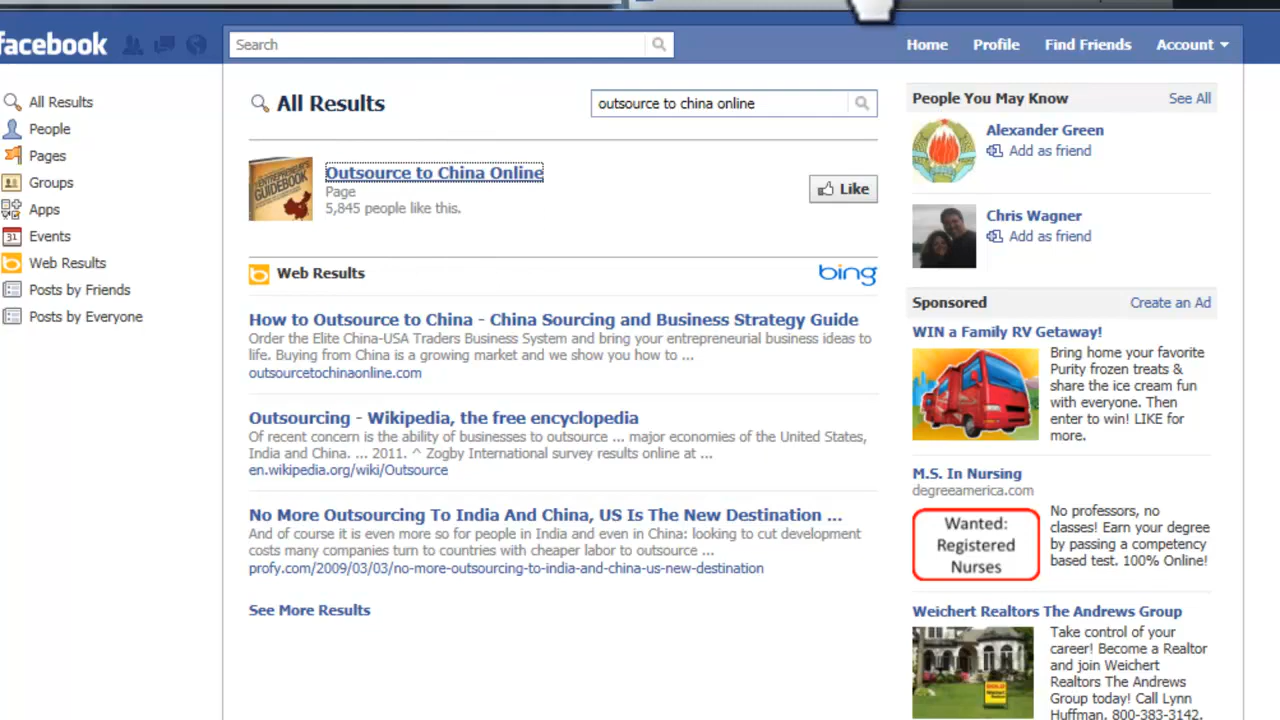 facebook
Search
Home
Profile
Find Friends
Account
All Results
People
Pages
Groups
Apps
31
Events
Web Results
Posts by Friends
Posts by Everyone
All Results
outsource to china online
GUIDEBOOK
Outsource to China Online
Page
5,845 people like this.
Like
Web Results
bing
How to Outsource to China - China Sourcing and Business Strategy Guide
Order the Elite China-USA Traders Business System and bring your entrepreneurial business ideas to
life. Buying from China is a growing market and we show you how to ...
outsourcetochinaonline.com
Outsourcing - Wikipedia, the free encyclopedia
Of recent concern is the ability of businesses to outsource ... major economies of the United States,
India and China. ... 2011. ^ Zogby International survey results online at ...
en.wikipedia.org/wiki/Outsource
No More Outsourcing To India And China, US Is The New Destination ...
And of course it is even more so for people in India and even in China: looking to cut development
costs many companies turn to countries with cheaper labor to outsource ...
profy.com/2009/03/03/no-more-outsourcing-to-india-and-china-us-new-destination
See More Results
People You May Know
See All
Alexander Green
Add as friend
Chris Wagner
Add as friend
Sponsored
Create an Ad
WIN a Family RV Getaway!
Bring home your favorite
Purity frozen treats &
share the ice cream fun
with everyone. Then
enter to win! LIKE for
more.
M.S. In Nursing
degreeamerica.com
Wanted:
Registered
Nurses
No professors, no
classes! Earn your degree
by passing a competency
based test. 100% Online!
Weichert Realtors The Andrews Group
SOLD
Take control of your
career! Become a Realtor
and join Weichert
Realtors The Andrews
Group today! Call Lynn
Huffman. 800-383-3142.